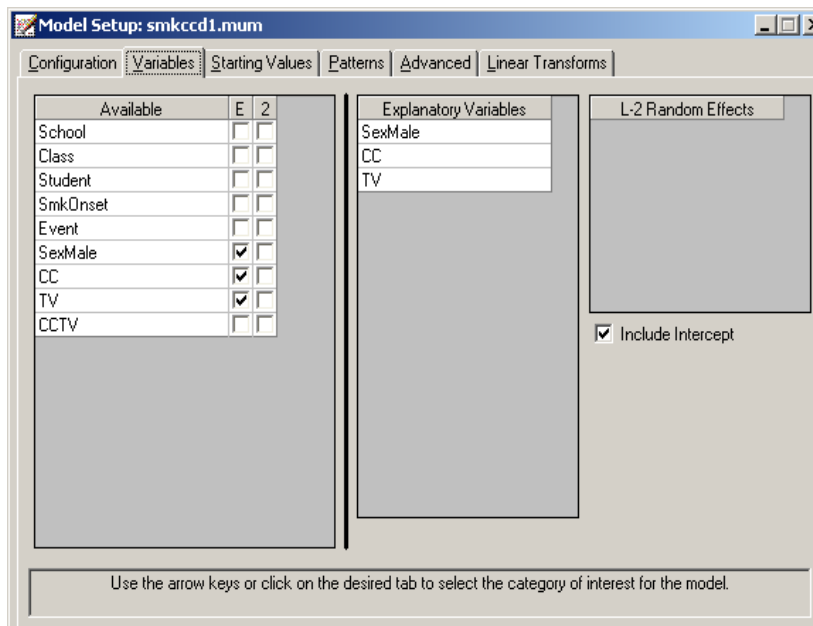 Model Setup: smkccd1.mum
Configuration Variables Starting Values Patterns Advanced Linear Transforms
Available E 2
School
Class
Student
SmkOnset
Event
SexMale
CC
TV
CCTV
Explanatory Variables
SexMale
CC
TV
L-2 Random Effects
Include Intercept
Use the arrow keys or click on the desired tab to select the category of interest for the model.